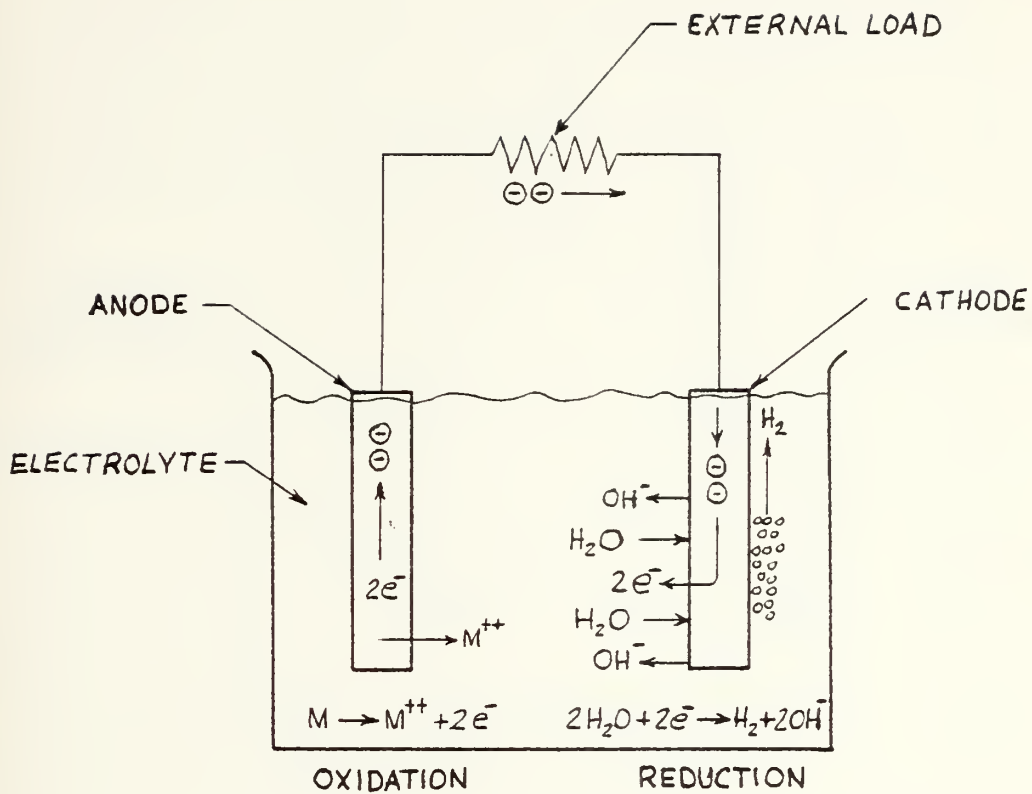 EXTERNAL LOAD
⊖⊖
ANODE
CATHODE
⊖
⊖
H₂
ELECTROLYTE
⊖
⊖
OH⁻
H₂O
2e⁻
2e⁻
H₂O
M⁺⁺
OH⁻
M → M⁺⁺ + 2e⁻
2H₂O + 2e⁻ → H₂ + 2OH⁻
OXIDATION
REDUCTION